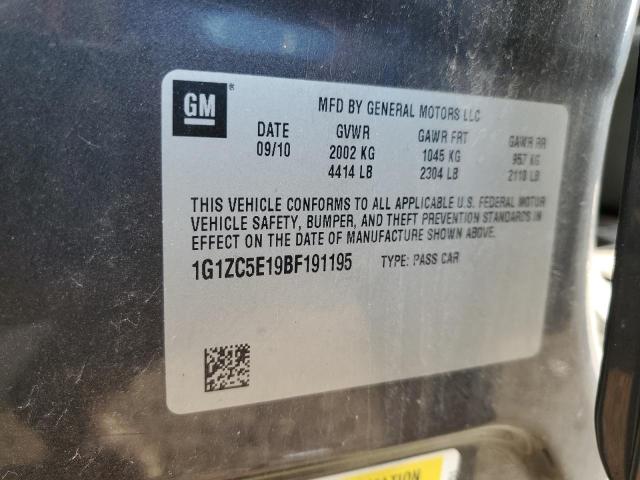 GM®
MFD BY GENERAL MOTORS LLC
DATE GVWR GAWR FRT GAWR RR
09/10 2002 KG 1045 KG 957 KG
4414 LB 2304 LB 2110 LB
THIS VEHICLE CONFORMS TO ALL APPLICABLE U.S. FEDERAL MOTOR
VEHICLE SAFETY, BUMPER, AND THEFT PREVENTION STANDARDS IN
EFFECT ON THE DATE OF MANUFACTURE SHOWN ABOVE.
1G1ZC5E19BF191195 TYPE: PASS CAR